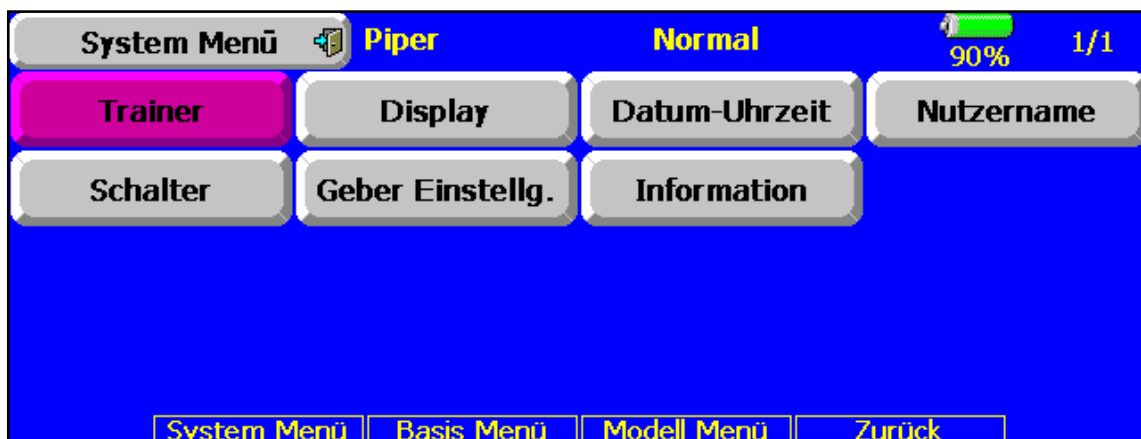 System Menü Piper Normal 90% 1/1
Trainer Display Datum-Uhrzeit Nutzername
Schalter Geber Einstellg. Information
System Menü Basis Menü Modell Menü Zurück